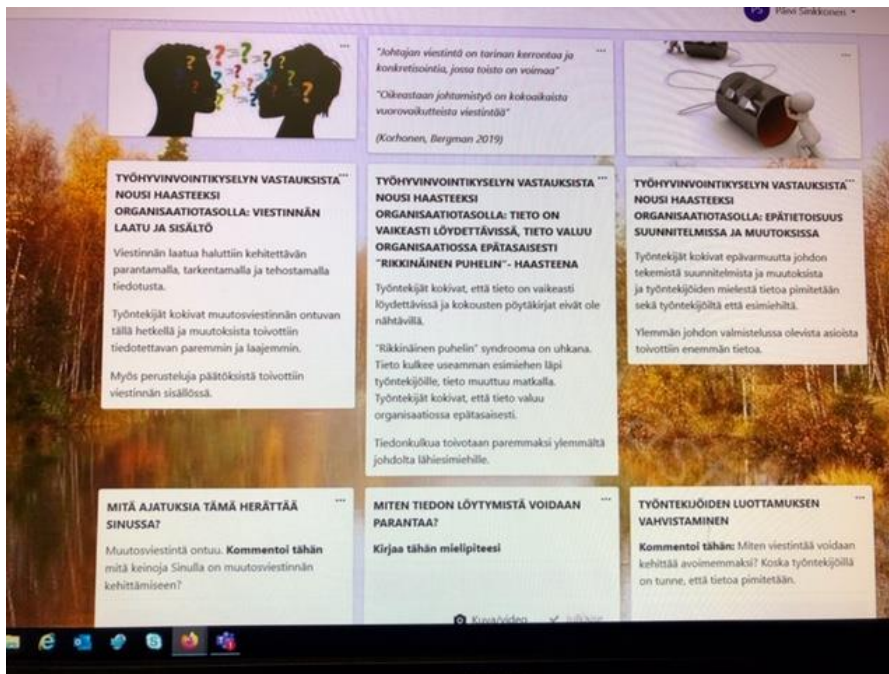 Päivi Sinkkonen
"Johtajan viestintä on tarinan kerrontaa ja
konkretisointia, jossa toisto on voimaa"
"Oikeastaan johtamistyö on kokoaikaista
vuorovaikutteista viestintää"
(Korhonen, Bergman 2019)
TYÖHYVINVOINTIKYSELYN VASTAUKSISTA
NOUSI HAASTEEKSI
ORGANISAATIOTASOLLA: VIESTINNÄN
LAATU JA SISÄLTÖ
Viestinnän laatua haluttiin kehitettävän
parantamalla, tarkentamalla ja tehostamalla
tiedotusta.
Työntekijät kokivat muutosviestinnän ontuvan
tällä hetkellä ja muutoksista toivottiin
tiedotettavan paremmin ja laajemmin.
Myös perusteluja päätöksistä toivottiin
viestinnän sisällössä.
TYÖHYVINVOINTIKYSELYN VASTAUKSISTA
NOUSI HAASTEEKSI
ORGANISAATIOTASOLLA: TIETO ON
VAIKEASTI LÖYDETTÄVISSÄ, TIETO VALUU
ORGANISAATIOSSA EPÄTASAISESTI
"RIKKINÄINEN PUHELIN"- HAASTEENA
Työntekijät kokivat, että tieto on vaikeasti
löydettävissä ja kokousten pöytäkirjat eivät ole
nähtävillä.
"Rikkinäinen puhelin" syndrooma on uhkana.
Tieto kulkee useamman esimiehen läpi
työntekijöille, tieto muuttuu matkalla.
Työntekijät kokivat, että tieto valuu
organisaatiossa epätasaisesti.
Tiedonkulkua toivotaan paremmaksi ylemmältä
johdolta lähiesimiehille.
TYÖHYVINVOINTIKYSELYN VASTAUKSISTA
NOUSI HAASTEEKSI
ORGANISAATIOTASOLLA: EPÄTIETOISUUS
SUUNNITELMISSA JA MUUTOKSISSA
Työntekijät kokivat epävarmuutta johdon
tekemistä suunnitelmista ja muutoksista
ja työntekijöiden mielestä tietoa pimitetään
sekä työntekijöiltä että esimiehiltä.
Ylemmän johdon valmistelussa olevista asioista
toivottiin enemmän tietoa.
MITÄ AJATUKSIA TÄMÄ HERÄTTÄÄ
SINUSSA?
Muutosviestintä ontuu. Kommentoi tähän
mitä keinoja Sinulla on muutosviestinnän
kehittämiseen?
MITEN TIEDON LÖYTYMISTÄ VOIDAAN
PARANTAA?
Kirjaa tähän mielipiteesi
Kuva/video
Julkaise
TYÖNTEKIJÖIDEN LUOTTAMUKSEN
VAHVISTAMINEN
Kommentoi tähän: Miten viestintää voidaan
kehittää avoimemmaksi? Koska työntekijöillä
on tunne, että tietoa pimitetään.